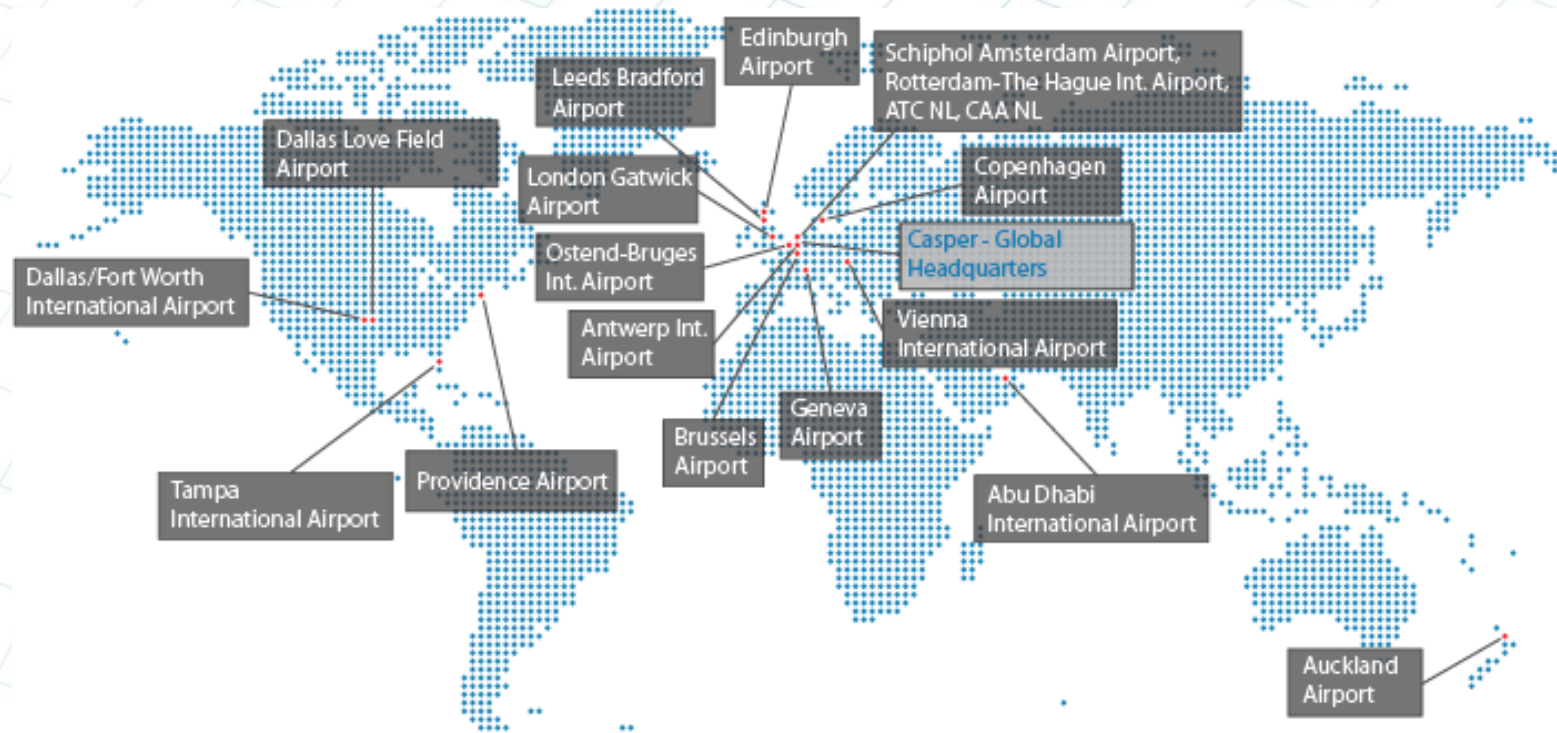 Edinburgh
Airport
Schiphol Amsterdam Airport,
Rotterdam-The Hague Int. Airport,
ATC NL, CAA NL
Leeds Bradford
Airport
Dallas Love Field
Airport
London Gatwick
Airport
Copenhagen
Airport
Casper - Global
Headquarters
Ostend-Bruges
Int. Airport
Dallas/Fort Worth
International Airport
Antwerp Int.
Airport
Vienna
International Airport
Geneva
Airport
Brussels
Airport
Providence Airport
Tampa
International Airport
Abu Dhabi
International Airport
Auckland
Airport